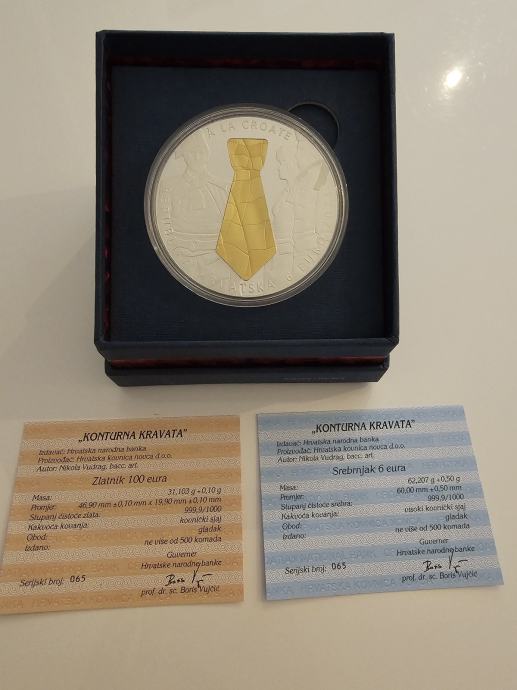 À LA CROATE
„KONTURNA KRAVATA"
Izdavač: Hrvatska narodna banka
Proizvođač: Hrvatska kovnica novca d.o.o.
Autor: Nikola Vudrag, bacc. art.
Zlatnik 100 eura
Masa: 31,103 g +0,10 g
Promjer: 46,90 mm ±0,10 mm x 19,90 mm ±0,10 mm
Stupanj čistoće zlata: 999,9/1000
Kakvoća kovanja: kovnički sjaj
Obod: gladak
Izdano: ne više od 500 komada
Guverner
Hrvatske narodne banke
Serijski broj: 065
prof. dr. sc. Boris Vujčić
„KONTURNA KRAVATA"
Izdavač: Hrvatska narodna banka
Proizvođač: Hrvatska kovnica novca d.o.o.
Autor: Nikola Vudrag, bacc. art.
Srebrnjak 6 eura
Masa: 62,207 g +0,50 g
Promjer: 60,00 mm ±0,50 mm
Stupanj čistoće srebra: 999,9/1000
Kakvoća kovanja: visoki kovnički sjaj
Obod: gladak
Izdano: ne više od 500 komada
Guverner
Hrvatske narodne banke
Serijski broj: 065
prof. dr. sc. Boris Vujčić